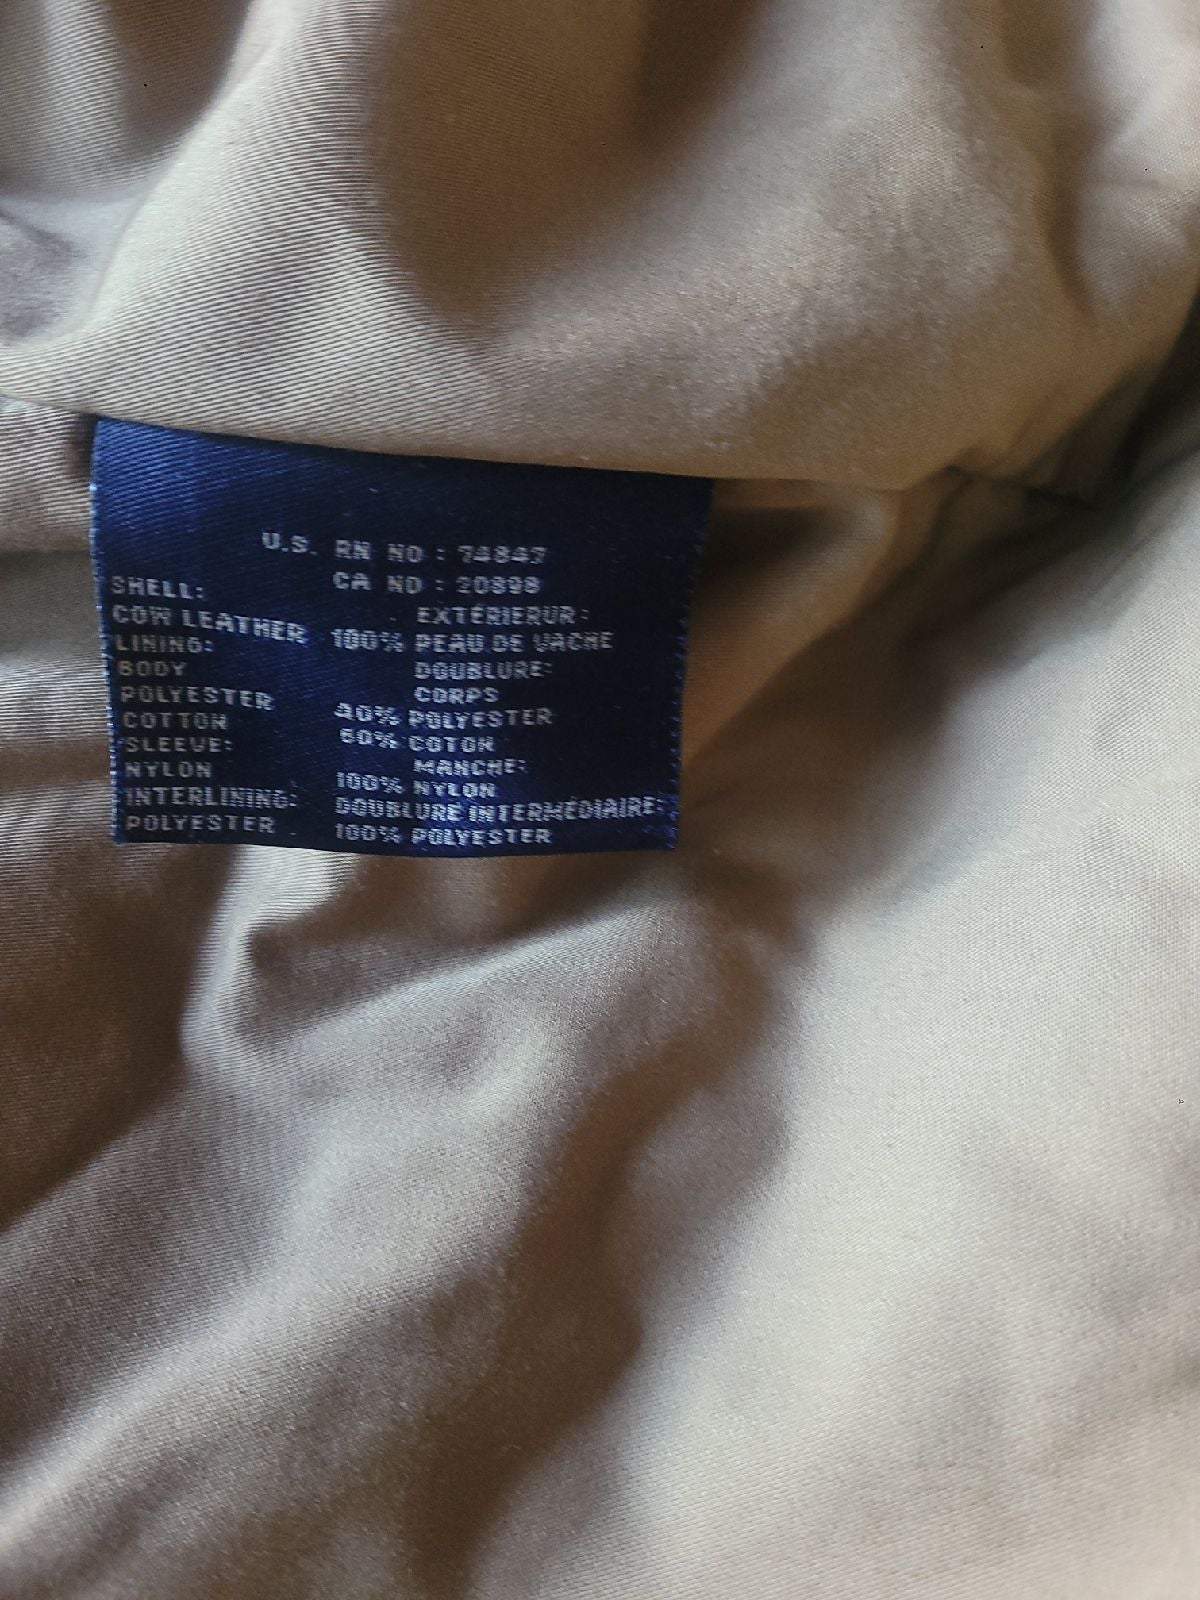 U.S. RN NO : 74847
CA NO : 20898
SHELL: EXTÉRIERUR:
COW LEATHER 100% PEAU DE VACHE
LINING: DOUBLURE:
BODY CORPS
POLYESTER 40% POLYESTER
COTTON 60% COTON
SLEEVE: MANCHE:
NYLON 100% NYLON
INTERLINING: DOUBLURE INTERMÉDIAIRE:
POLYESTER 100% POLYESTER